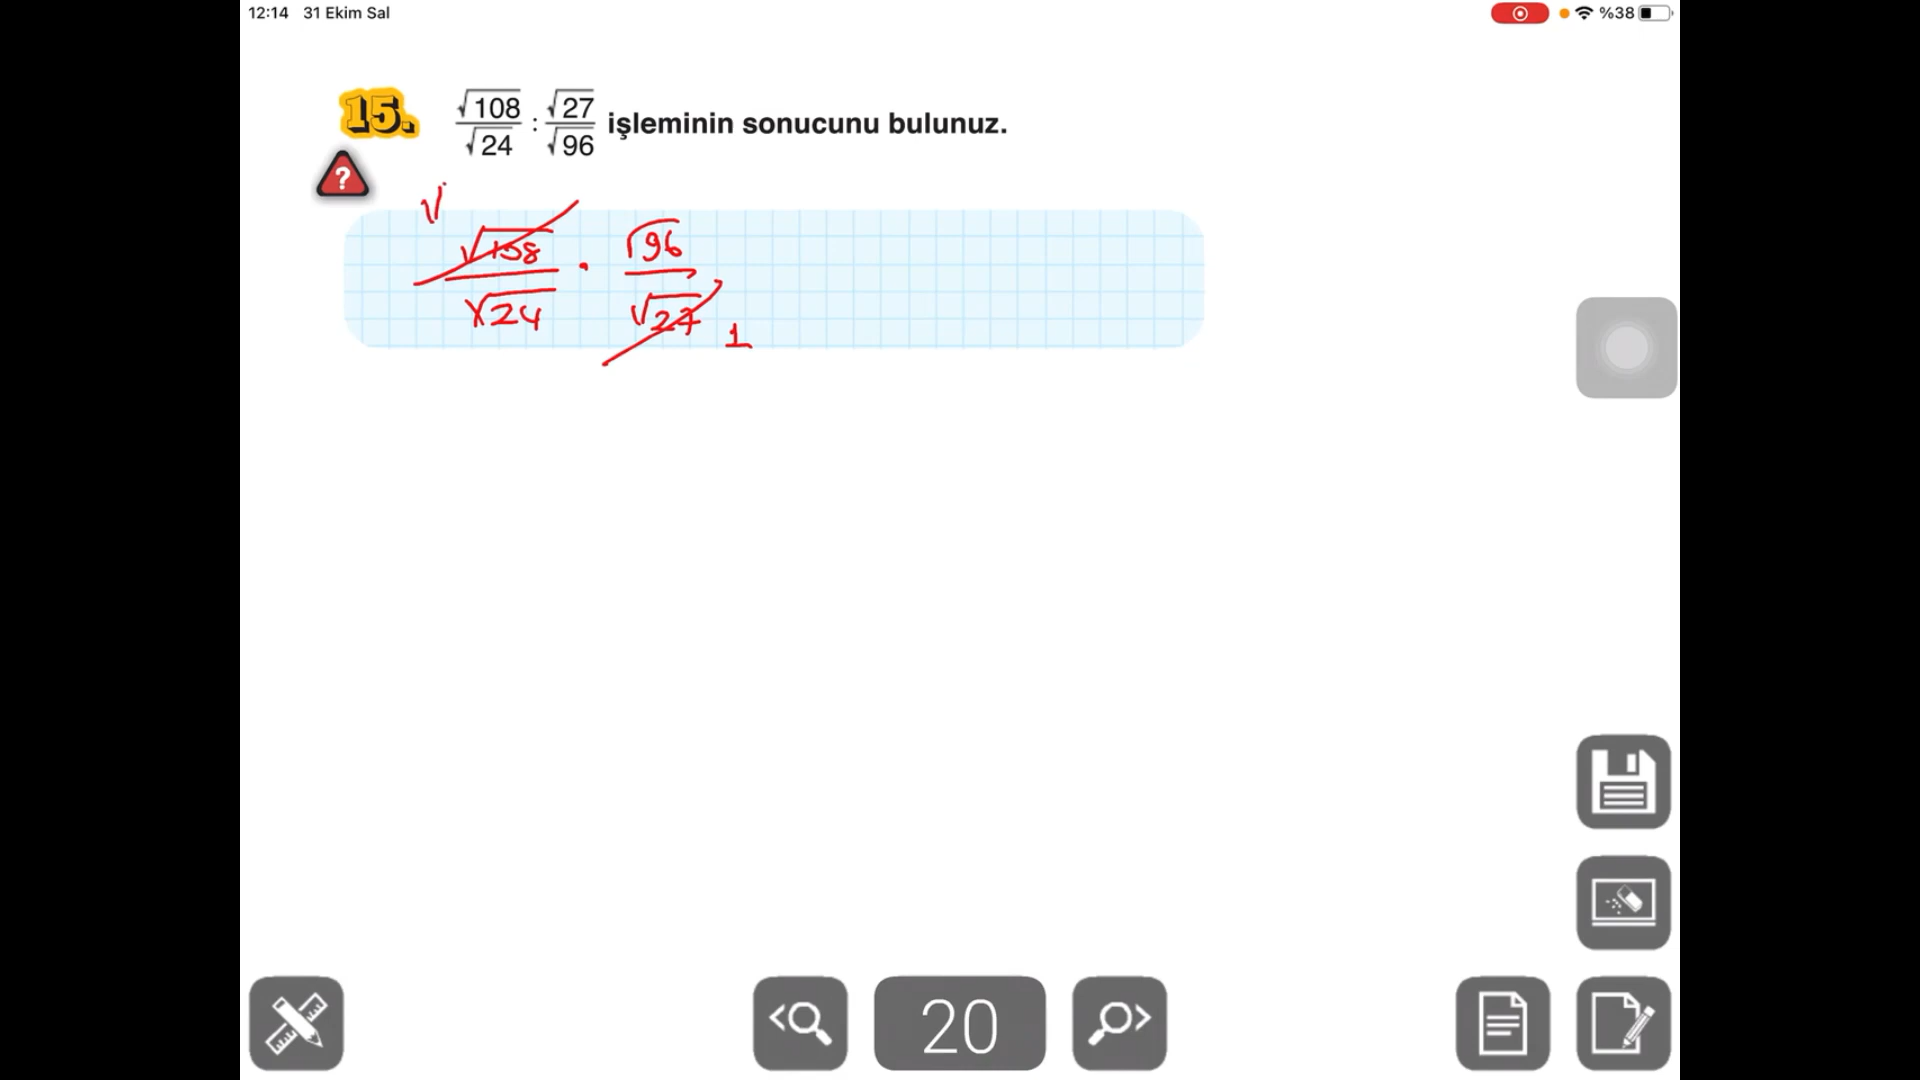 12:14 31 Ekim Sal %38
15. √108/√24 : √27/√96 işleminin sonucunu bulunuz.
?
√
√108/√24 · √96/√27
1
20